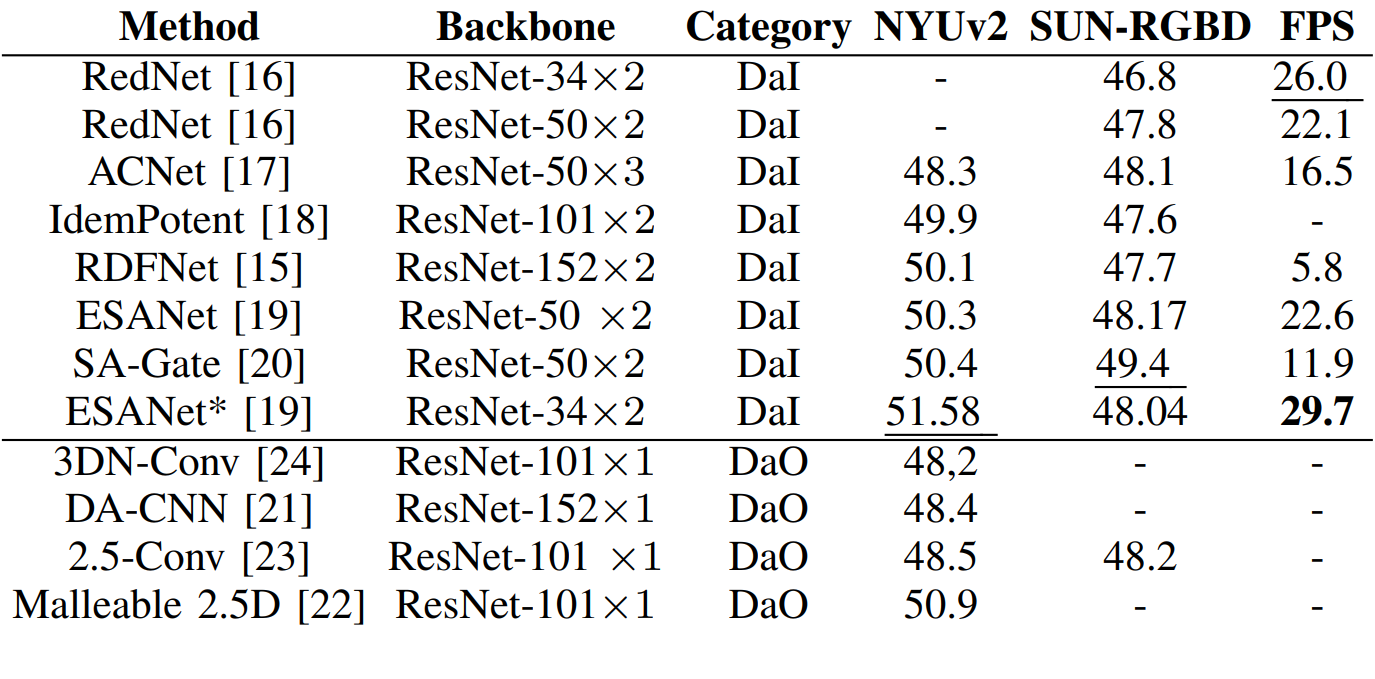 Method Backbone Category NYUv2 SUN-RGBD FPS
RedNet [16] ResNet-34×2 DaI - 46.8 26.0
RedNet [16] ResNet-50×2 DaI - 47.8 22.1
ACNet [17] ResNet-50×3 DaI 48.3 48.1 16.5
IdemPotent [18] ResNet-101×2 DaI 49.9 47.6 -
RDFNet [15] ResNet-152×2 DaI 50.1 47.7 5.8
ESANet [19] ResNet-50 ×2 DaI 50.3 48.17 22.6
SA-Gate [20] ResNet-50×2 DaI 50.4 49.4 11.9
ESANet* [19] ResNet-34×2 DaI 51.58 48.04 29.7
3DN-Conv [24] ResNet-101×1 DaO 48,2 - -
DA-CNN [21] ResNet-152×1 DaO 48.4 - -
2.5-Conv [23] ResNet-101 ×1 DaO 48.5 48.2 -
Malleable 2.5D [22] ResNet-101×1 DaO 50.9 - -